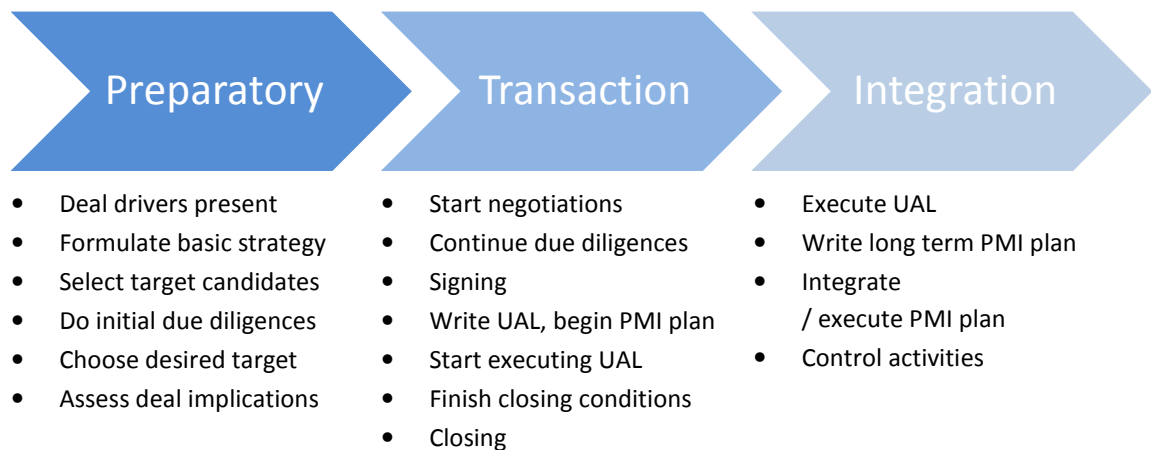 Preparatory
Transaction
Integration
• Deal drivers present
• Formulate basic strategy
• Select target candidates
• Do initial due diligences
• Choose desired target
• Assess deal implications
• Start negotiations
• Continue due diligences
• Signing
• Write UAL, begin PMI plan
• Start executing UAL
• Finish closing conditions
• Closing
• Execute UAL
• Write long term PMI plan
• Integrate
/ execute PMI plan
• Control activities